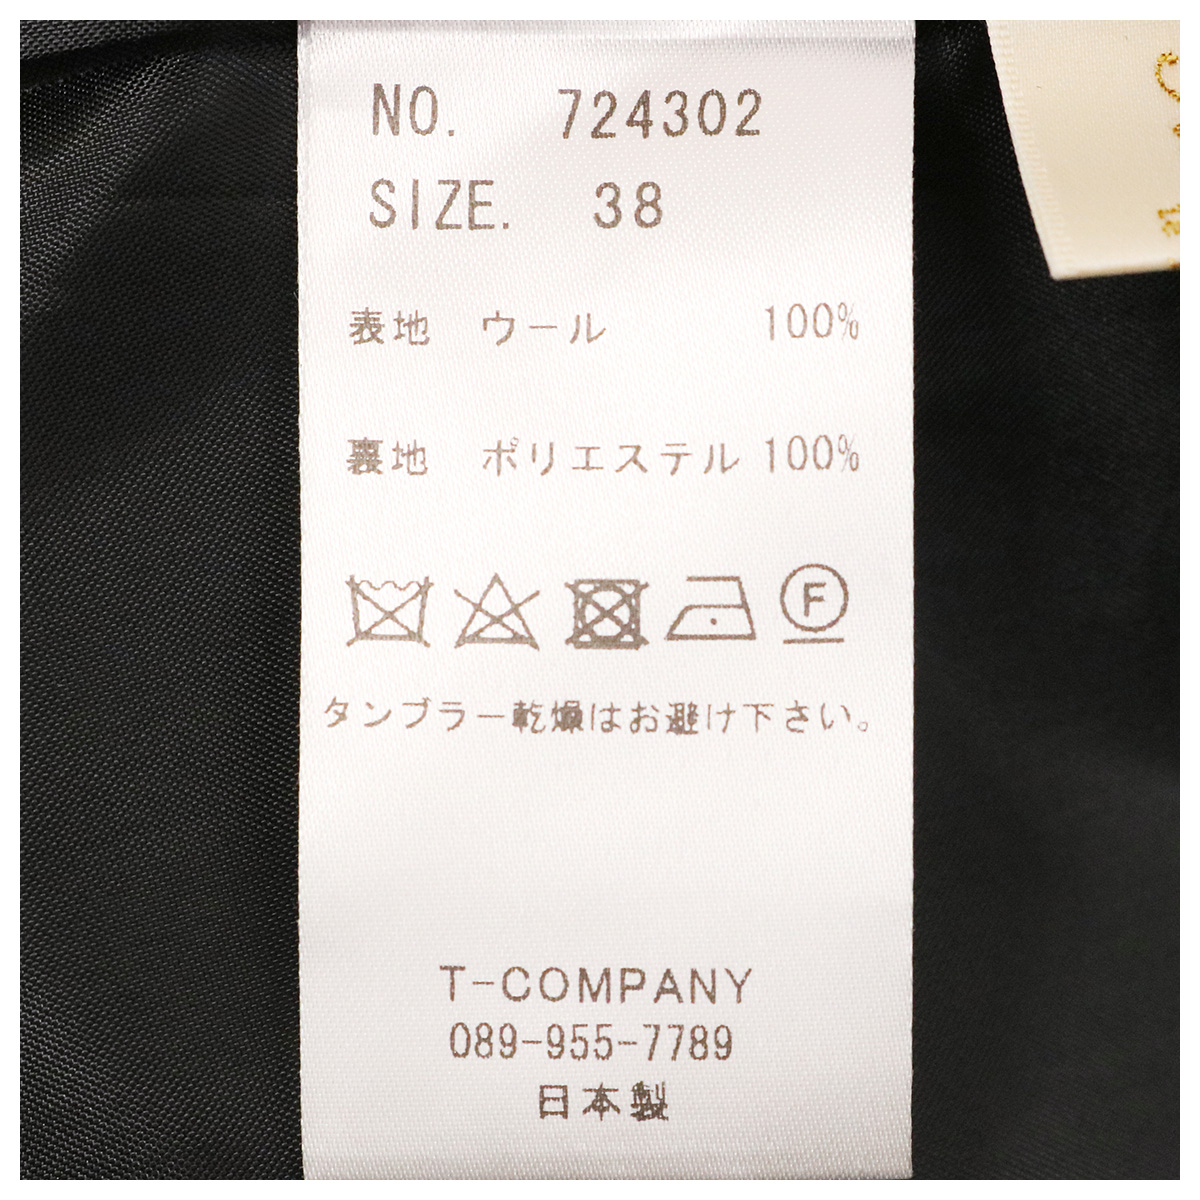 NO. 724302
SIZE. 38
表地 ウール 100%
裏地 ポリエステル 100%
F
タンブラー乾燥はお避け下さい。
T-COMPANY
089-955-7789
日本製